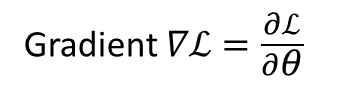 Gradient ∇ℒ = ∂ℒ/∂θ